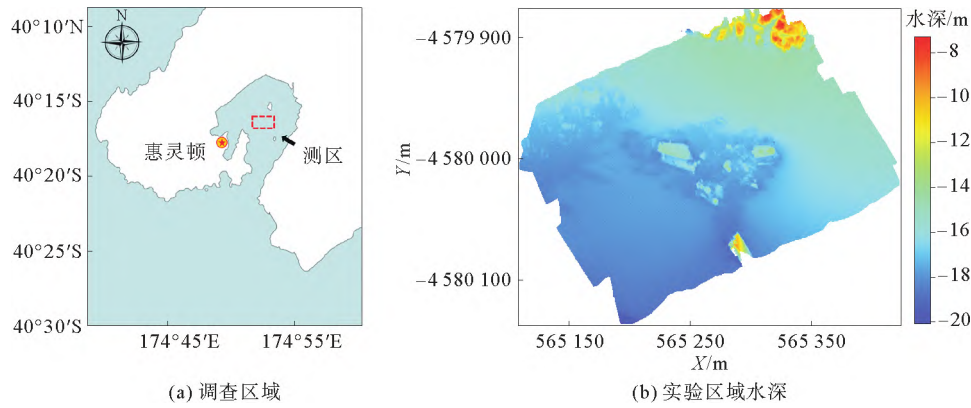 N
40°10′S
40°15′S
40°20′S
40°25′S
40°30′S
惠灵顿
测区
174°45′E
174°55′E
(a) 调查区域
水深/m
-4 579 900
-4 580 000
-4 580 100
Y/m
-8
-10
-12
-14
-16
-18
-20
565 150
565 250
565 350
X/m
(b) 实验区域水深